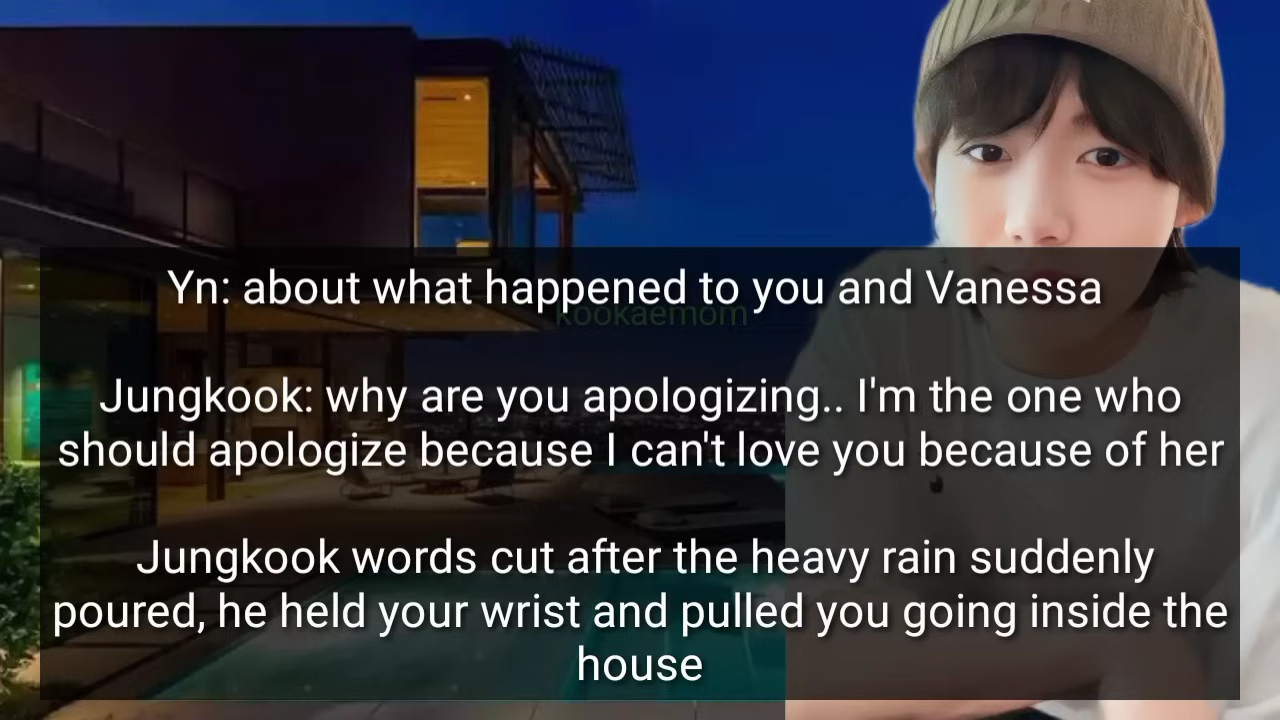 Yn: about what happened to you and Vanessa
kookaemom
Jungkook: why are you apologizing.. I'm the one who
should apologize because I can't love you because of her
Jungkook words cut after the heavy rain suddenly
poured, he held your wrist and pulled you going inside the
house